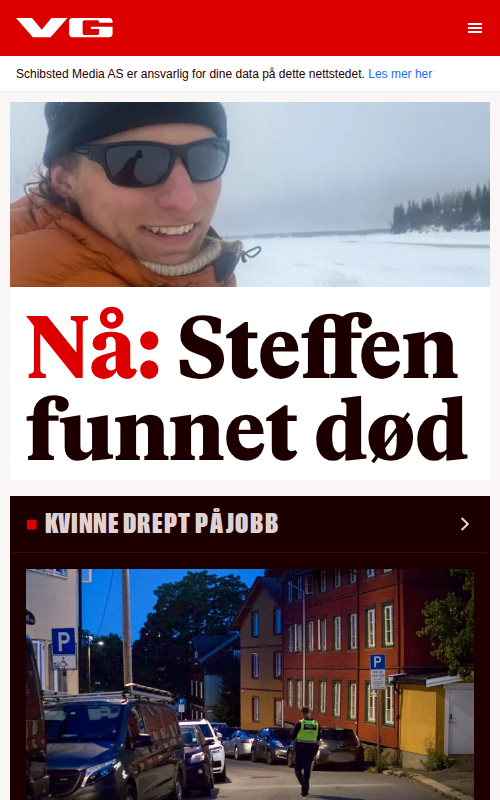 VG
Schibsted Media AS er ansvarlig for dine data på dette nettstedet. Les mer her
Nå: Steffen
funnet død
KVINNE DREPT PÅ JOBB
P
P